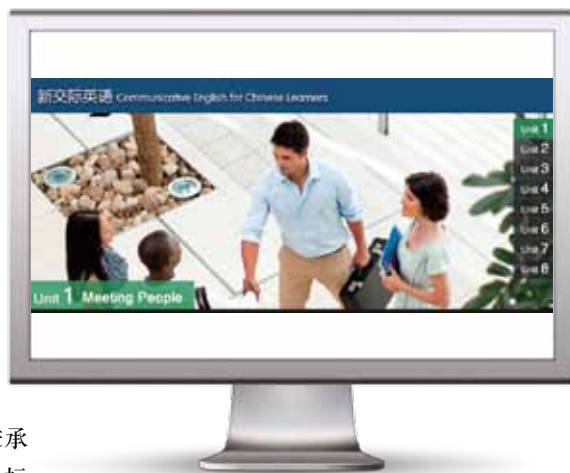 新交际英语 Communicative English for Chinese Learners
Unit 1
Unit 2
Unit 3
Unit 4
Unit 5
Unit 6
Unit 7
Unit 8
Unit 1 Meeting People
承